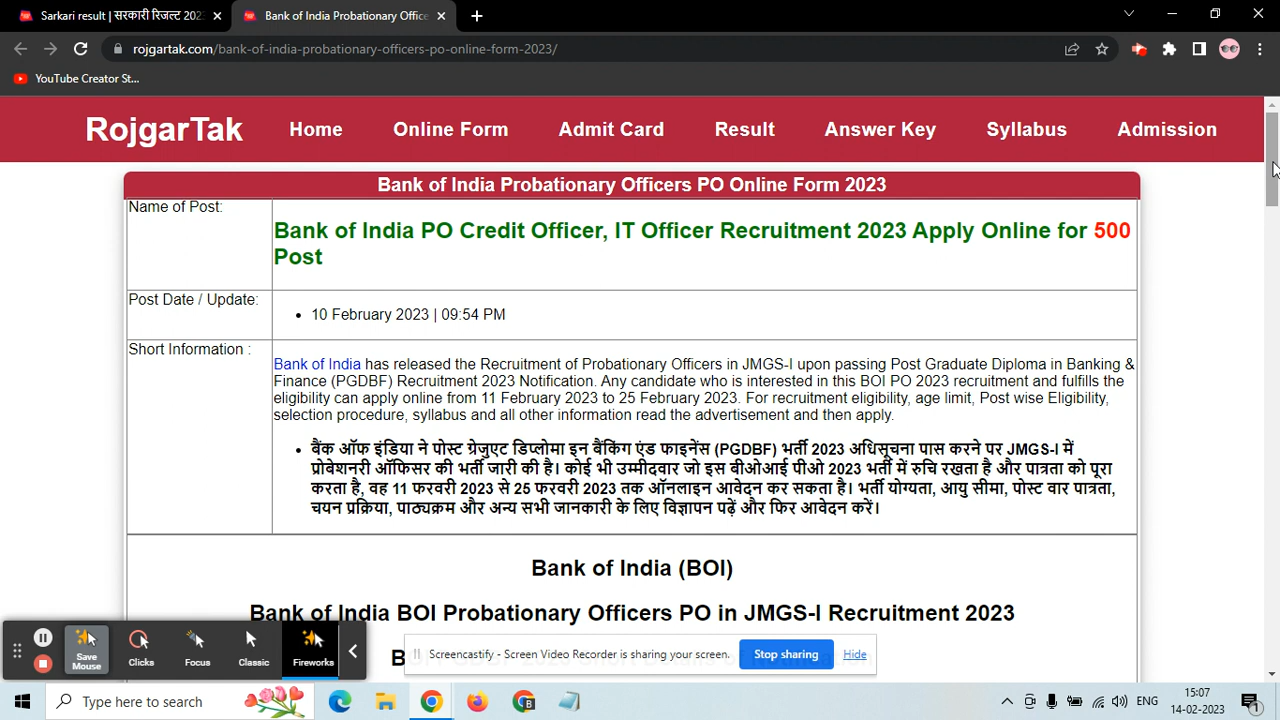 Sarkari result | सरकारी रिजल्ट 202
Bank of India Probationary Office
rojgartak.com/bank-of-india-probationary-officers-po-online-form-2023/
YouTube Creator St...
RojgarTak
Home
Online Form
Admit Card
Result
Answer Key
Syllabus
Admission
Bank of India Probationary Officers PO Online Form 2023
Name of Post:
Bank of India PO Credit Officer, IT Officer Recruitment 2023 Apply Online for 500
Post
Post Date / Update:
• 10 February 2023 | 09:54 PM
Short Information :
Bank of India has released the Recruitment of Probationary Officers in JMGS-I upon passing Post Graduate Diploma in Banking &
Finance (PGDBF) Recruitment 2023 Notification. Any candidate who is interested in this BOI PO 2023 recruitment and fulfills the
eligibility can apply online from 11 February 2023 to 25 February 2023. For recruitment eligibility, age limit, Post wise Eligibility,
selection procedure, syllabus and all other information read the advertisement and then apply.
• बैंक ऑफ इंडिया ने पोस्ट ग्रेजुएट डिप्लोमा इन बैंकिंग एंड फाइनेंस (PGDBF) भर्ती 2023 अधिसूचना पास करने पर JMGS-I में
प्रोबेशनरी ऑफिसर की भर्ती जारी की है। कोई भी उम्मीदवार जो इस बीओआई पीओ 2023 भर्ती में रुचि रखता है और पात्रता को पूरा
करता है, वह 11 फरवरी 2023 से 25 फरवरी 2023 तक ऑनलाइन आवेदन कर सकता है। भर्ती योग्यता, आयु सीमा, पोस्ट वार पात्रता,
चयन प्रक्रिया, पाठ्यक्रम और अन्य सभी जानकारी के लिए विज्ञापन पढ़ें और फिर आवेदन करें।
Bank of India (BOI)
Bank of India BOI Probationary Officers PO in JMGS-I Recruitment 2023
Save
Mouse
Clicks
Focus
Classic
Fireworks
Screencastify - Screen Video Recorder is sharing your screen.
Stop sharing
Hide
Type here to search
B
ENG
15:07
14-02-2023
1